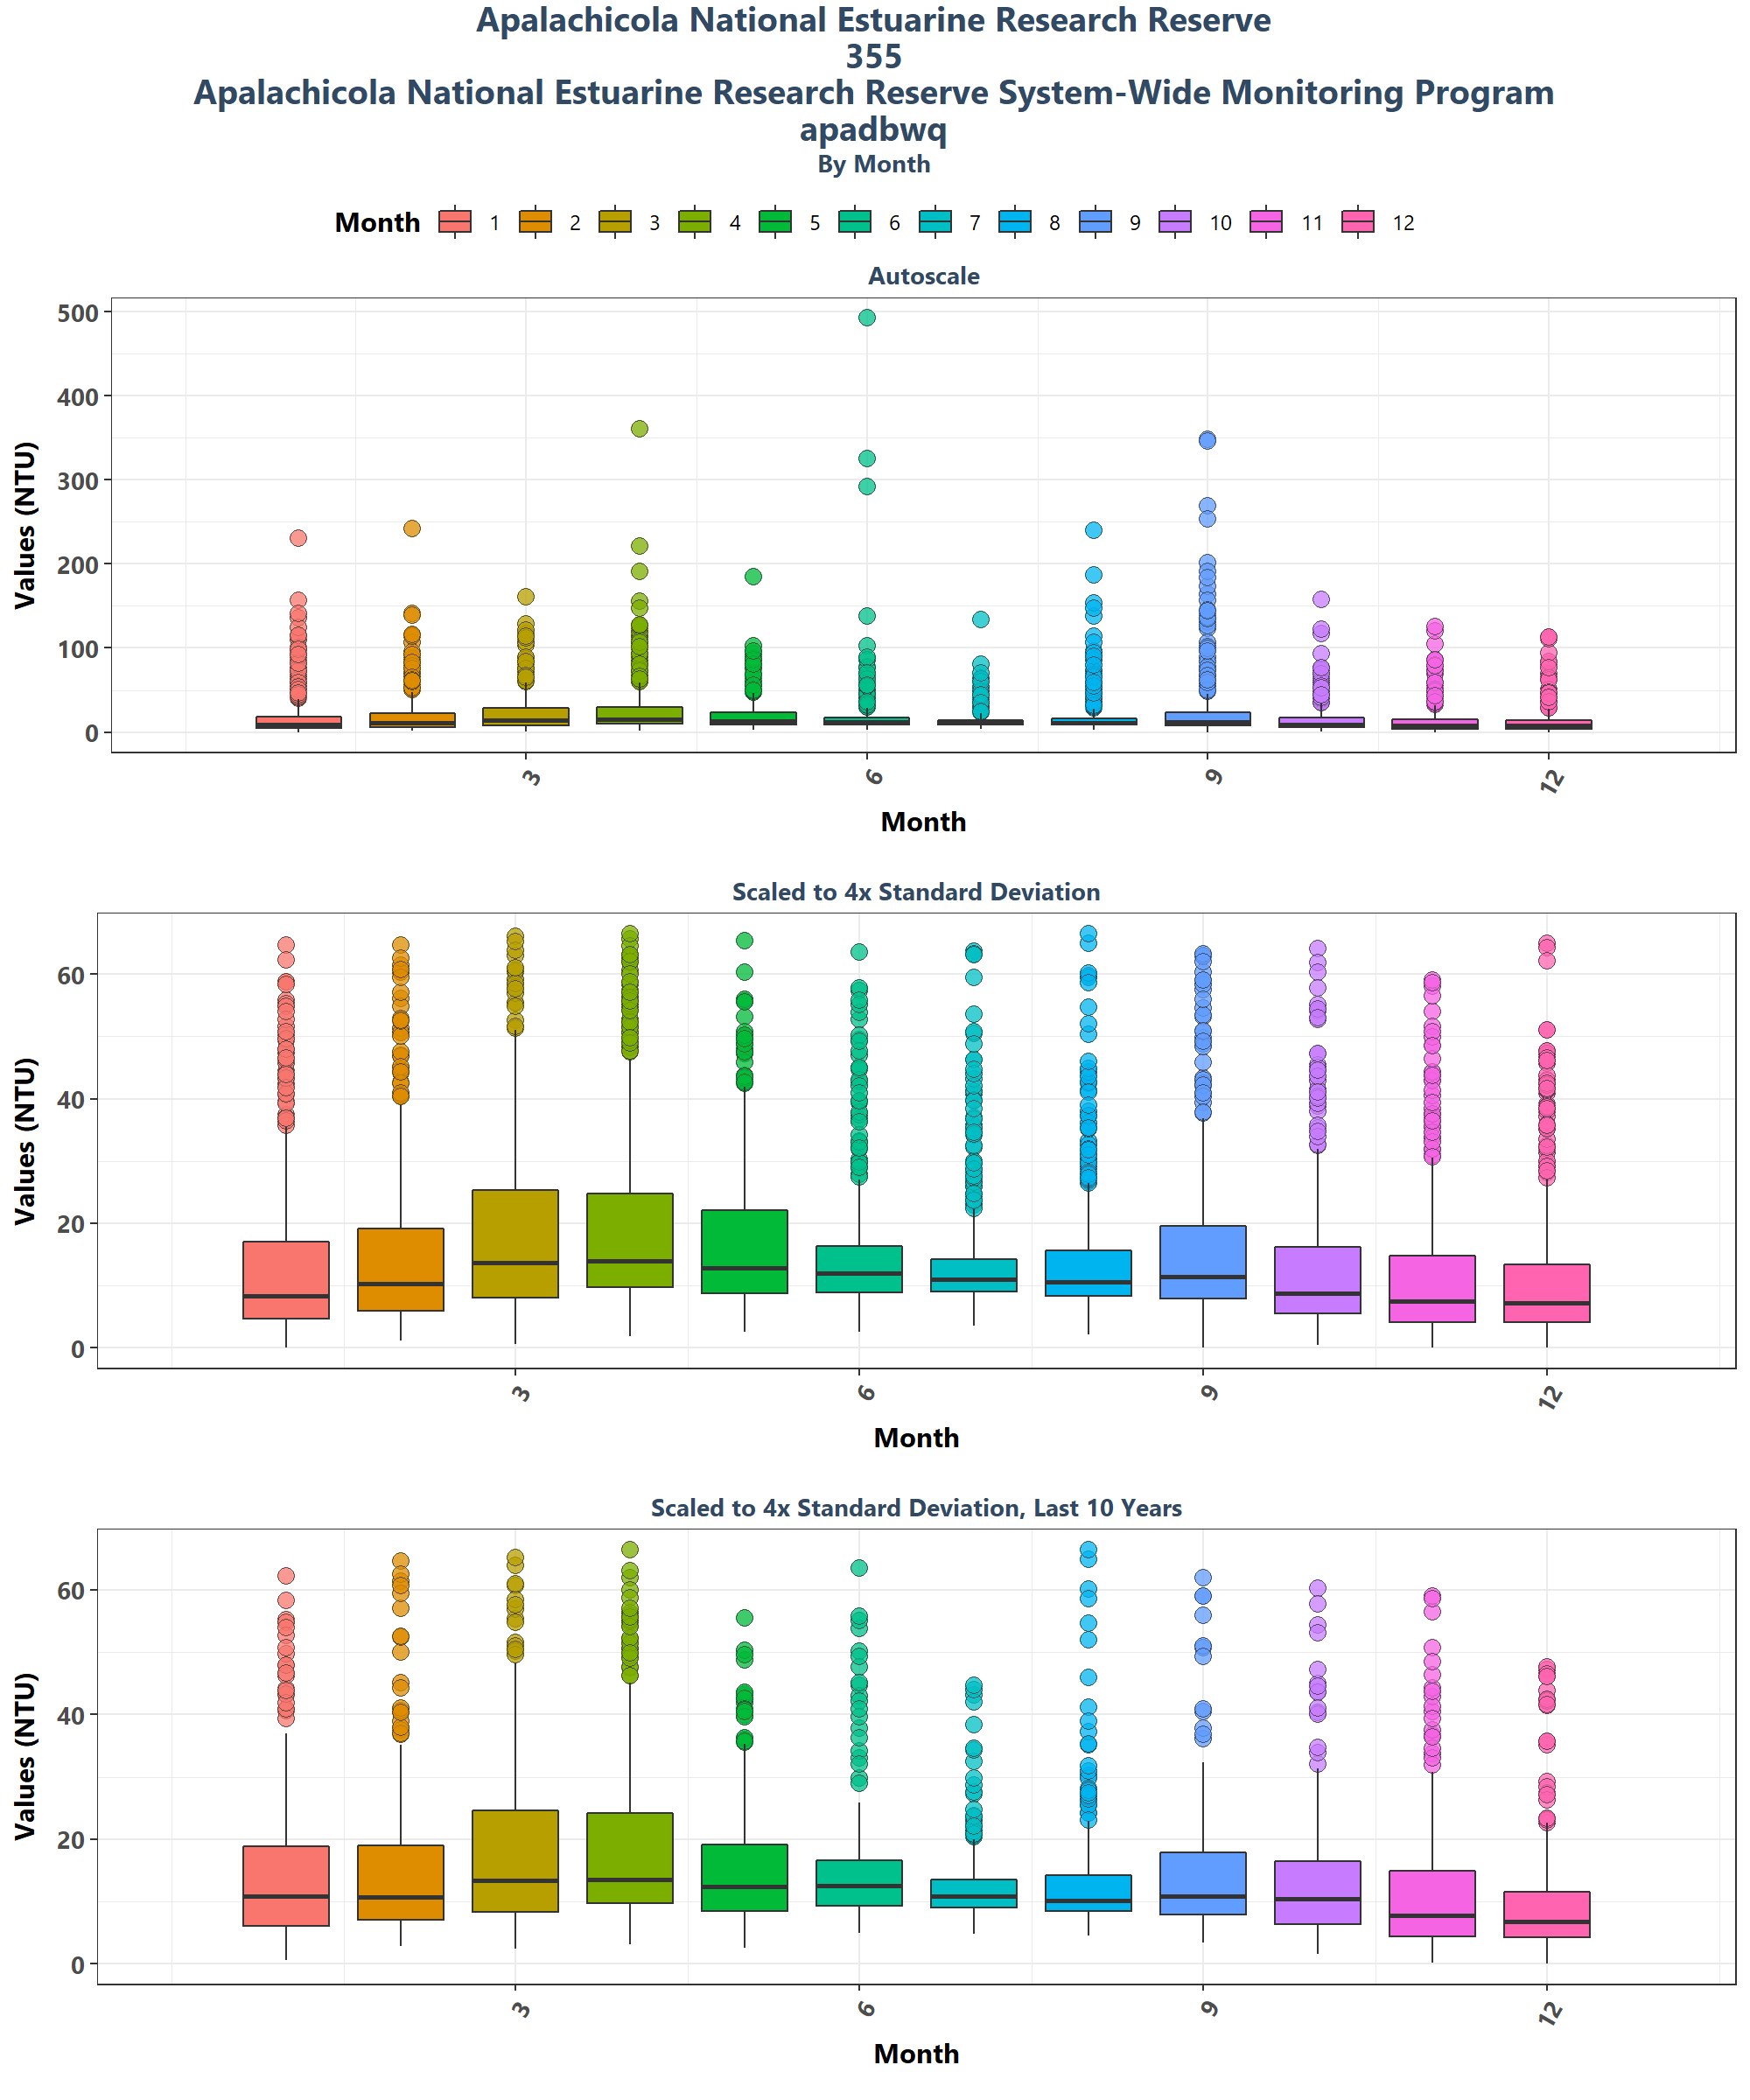 Apalachicola National Estuarine Research Reserve
355
Apalachicola National Estuarine Research Reserve System-Wide Monitoring Program
apadbwq
By Month
Month 1 2 3 4 5 6 7 8 9 10 11 12
Autoscale
Values (NTU)
500
400
300
200
100
0
3 6 9 12
Month
Scaled to 4x Standard Deviation
Values (NTU)
60
40
20
0
3 6 9 12
Month
Scaled to 4x Standard Deviation, Last 10 Years
Values (NTU)
60
40
20
0
3 6 9 12
Month